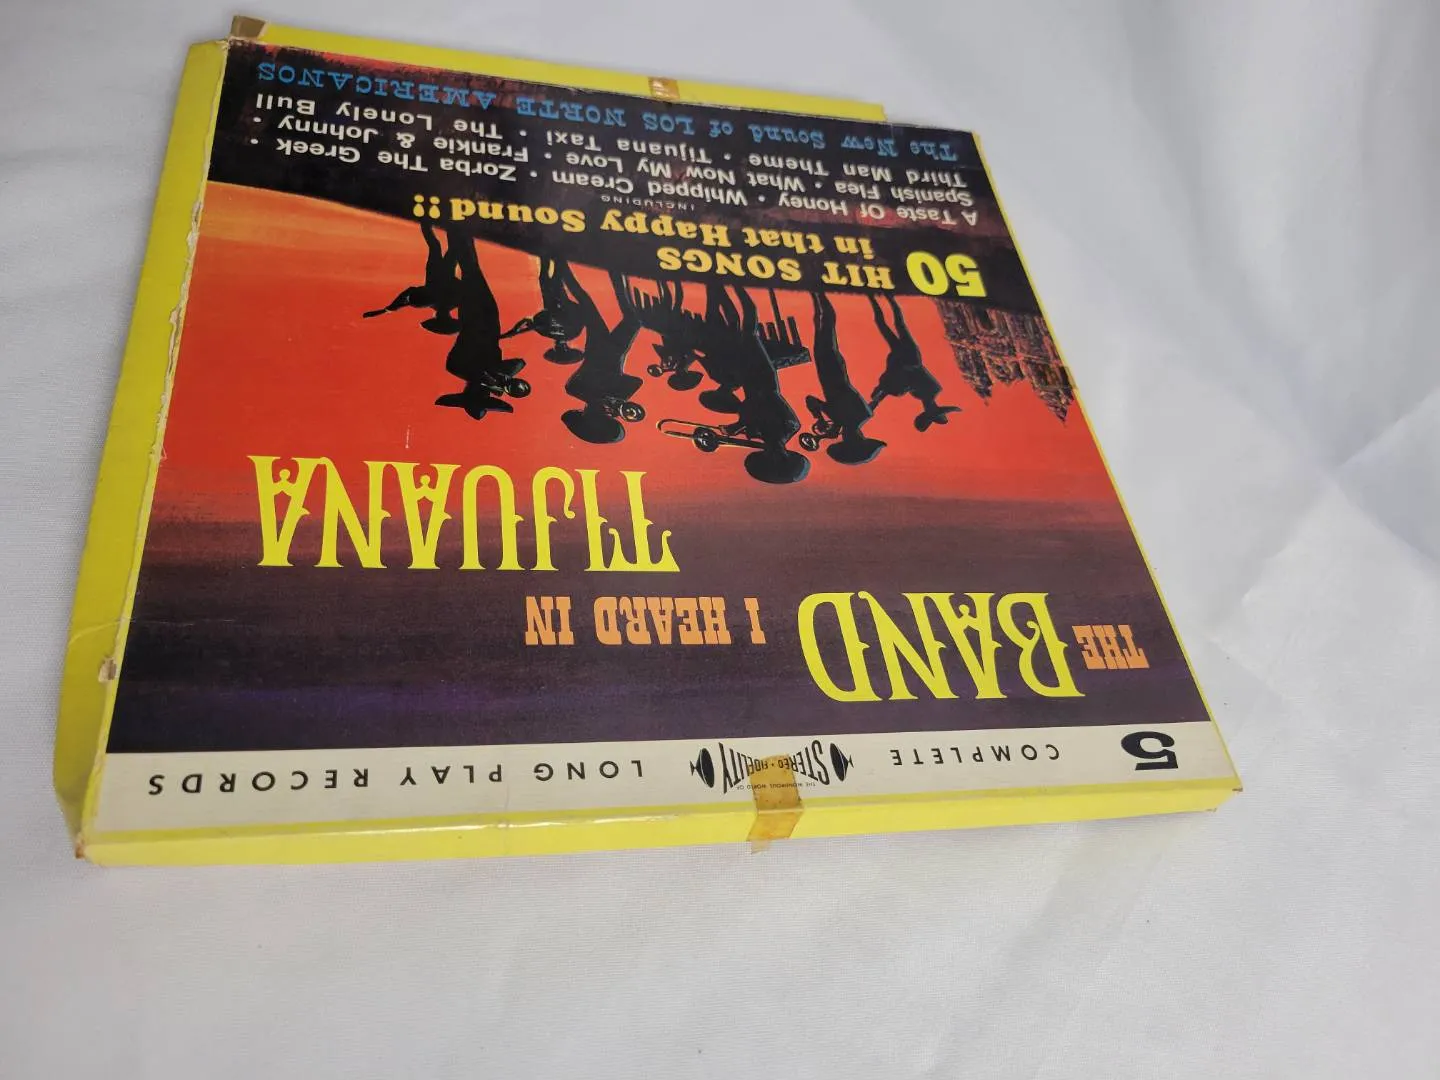 5 COMPLETE STEREO • FIDELITY LONG PLAY RECORDS
THE BAND I HEARD IN
TIJUANA
50 HIT SONGS
in that Happy Sound!!
INCLUDING
A Taste Of Honey • Whipped Cream • Zorba The Greek •
Spanish Flea • What Now My Love • Frankie & Johnny •
Third Man Theme • Tijuana Taxi • The Lonely Bull
The New Sound of LOS NORTE AMERICANOS